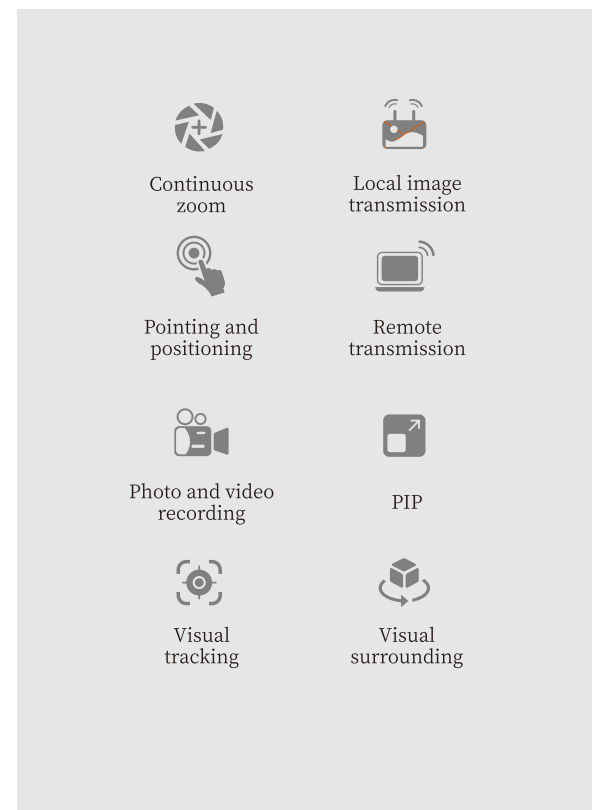 Continuous
zoom
Local image
transmission
Pointing and
positioning
Remote
transmission
Photo and video
recording
PIP
Visual
tracking
Visual
surrounding